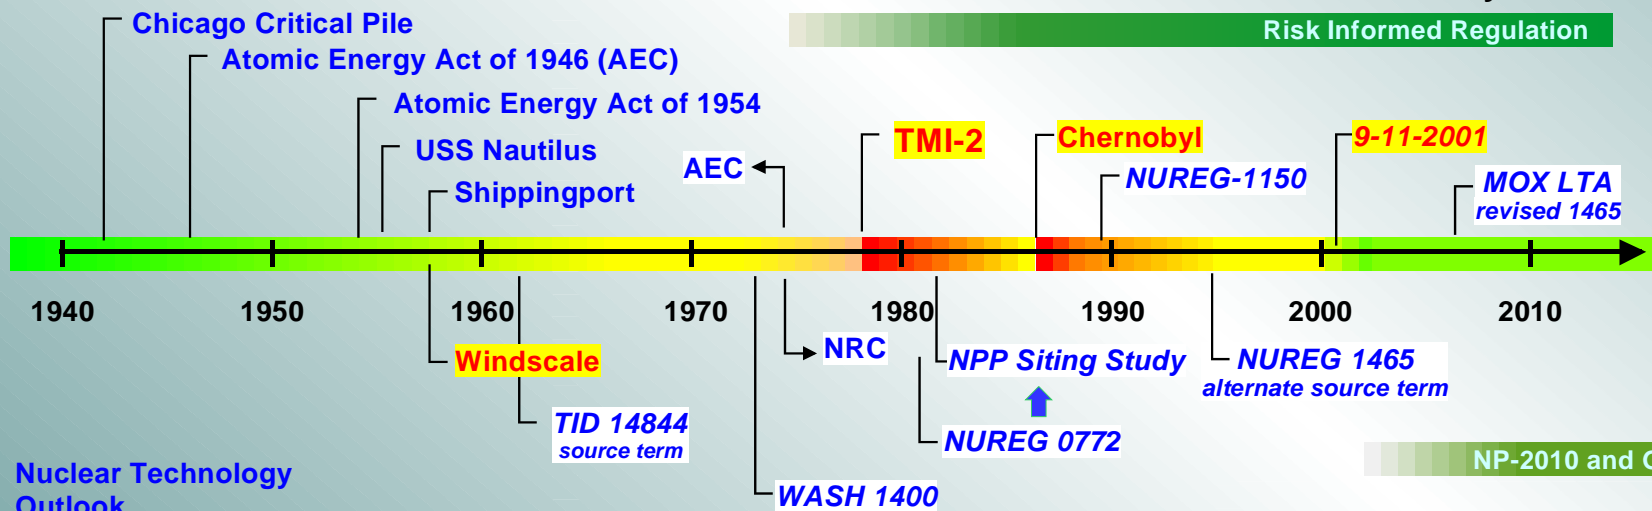 Chicago Critical Pile
Risk Informed Regulation
Atomic Energy Act of 1946 (AEC)
Atomic Energy Act of 1954
USS Nautilus
AEC
TMI-2
Chernobyl
9-11-2001
Shippingport
NUREG-1150
MOX LTA
revised 1465
1940 1950 1960 1970 1980 1990 2000 2010
Windscale
NRC
NPP Siting Study
NUREG 1465
alternate source term
TID 14844
source term
NUREG 0772
Nuclear Technology
Outlook
NP-2010 and
WASH 1400